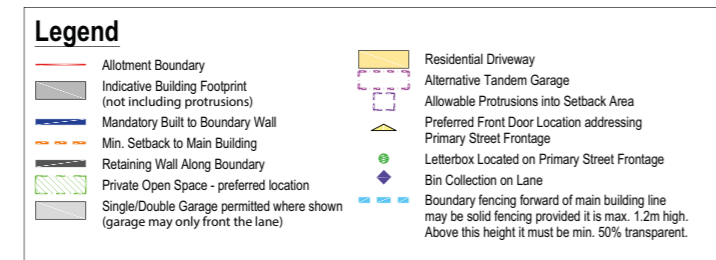 Legend
Allotment Boundary
Indicative Building Footprint
(not including protrusions)
Mandatory Built to Boundary Wall
Min. Setback to Main Building
Retaining Wall Along Boundary
Private Open Space - preferred location
Single/Double Garage permitted where shown
(garage may only front the lane)
Residential Driveway
Alternative Tandem Garage
Allowable Protrusions into Setback Area
Preferred Front Door Location addressing
Primary Street Frontage
Letterbox Located on Primary Street Frontage
Bin Collection on Lane
Boundary fencing forward of main building line
may be solid fencing provided it is max. 1.2m high.
Above this height it must be min. 50% transparent.